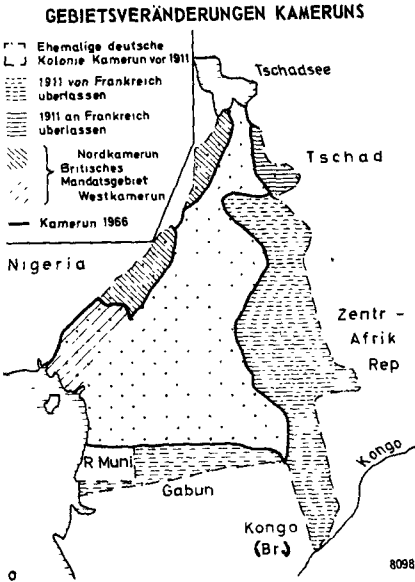 GEBIETSVERÄNDERUNGEN KAMERUNS
Ehemalige deutsche
Kolonie Kamerun vor 1911
1911 von Frankreich
überlassen
1911 an Frankreich
überlassen
Nordkamerun
Britisches
Mandatsgebiet
Westkamerun
Kamerun 1966
Tschadsee
Tschad
Nigeria
Zentr-
Afrik
Rep
R Muni
Gabun
Kongo
Kongo
(Br.)
8098
a